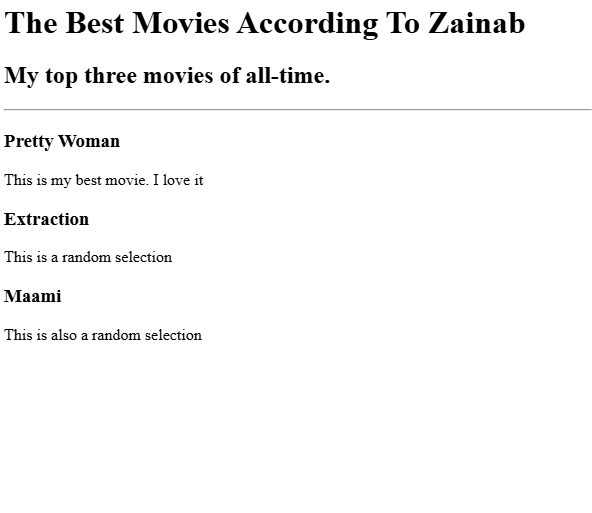 The Best Movies According To Zainab
My top three movies of all-time.
Pretty Woman
This is my best movie. I love it
Extraction
This is a random selection
Maami
This is also a random selection